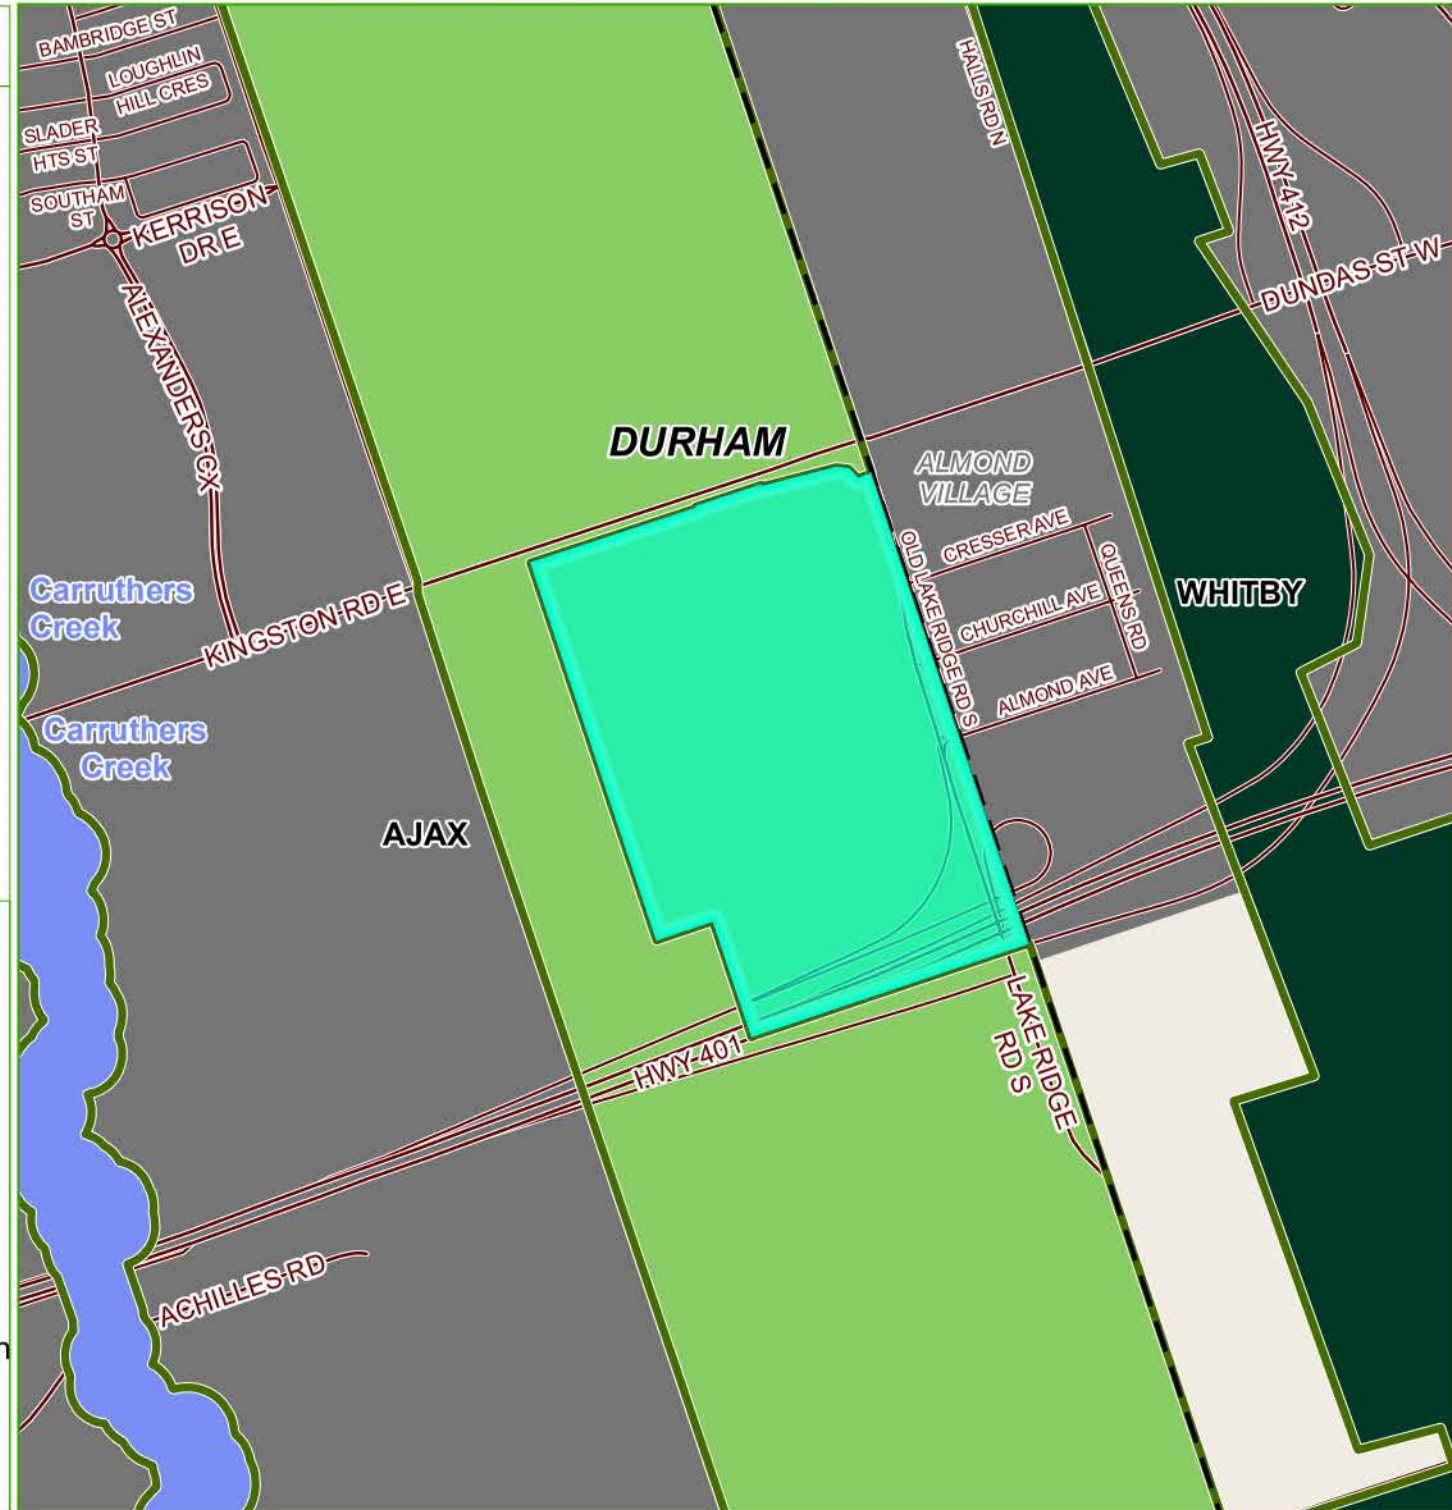 BAMBRIDGE ST
LOUGHLIN
HILL CRES
SLADER
HTS ST
SOUTHAM
ST
KERRISON
DR E
ALEXANDERS CX
HALLS RD N
HWY 412
DUNDAS ST W
DURHAM
ALMOND
VILLAGE
CRESSER AVE
OLD LAKE RIDGE RD S
QUEENS RD
CHURCHILL AVE
WHITBY
ALMOND AVE
Carruthers
Creek
KINGSTON RD E
Carruthers
Creek
AJAX
HWY 401
LAKE RIDGE
RD S
ACHILLES RD
n